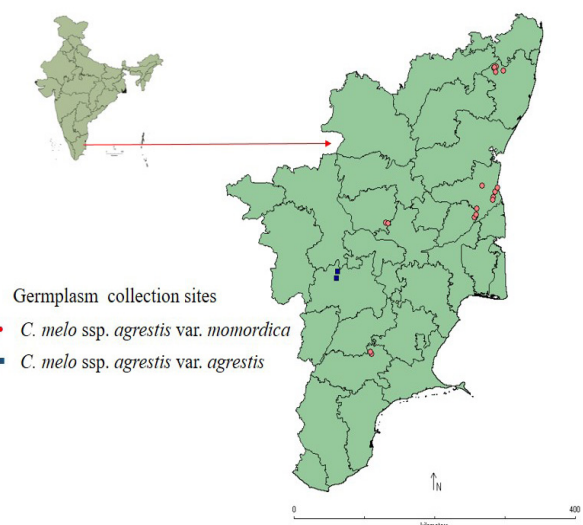 Germplasm collection sites
C. melo ssp. agrestis var. momordica
C. melo ssp. agrestis var. agrestis
N
0 400